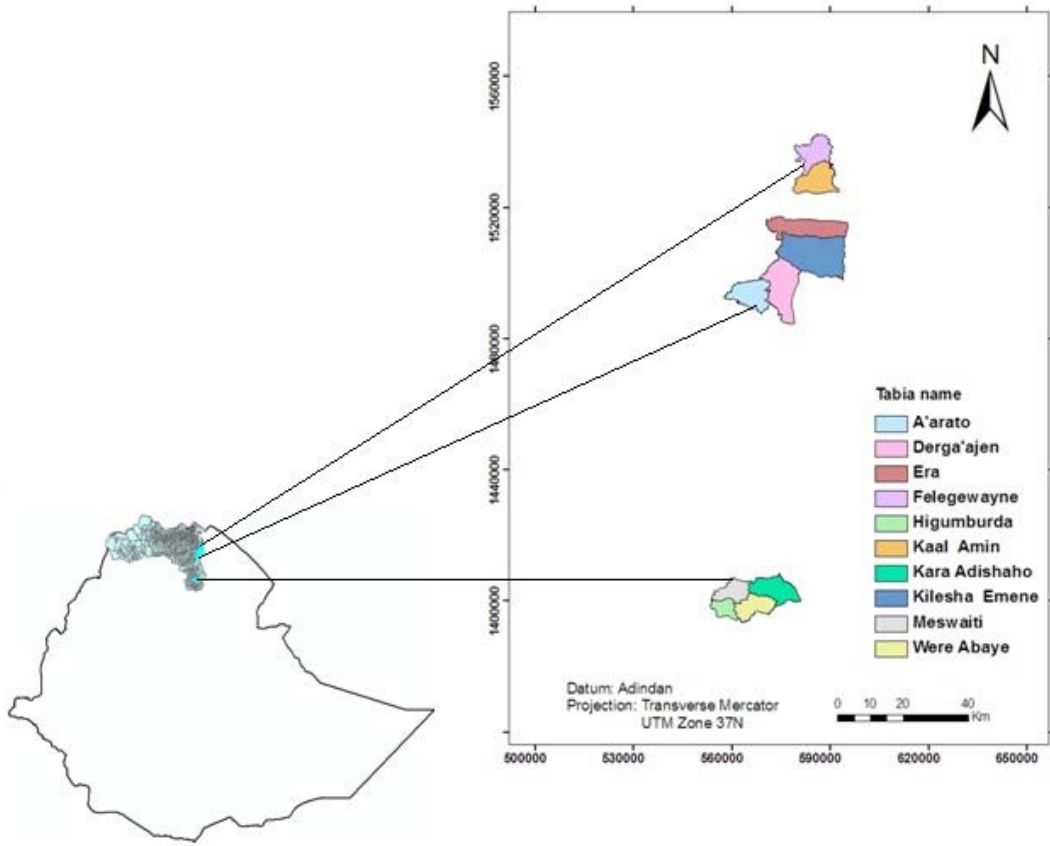 N
1560000
1520000
1480000
1440000
1400000
Tabia name
A'arato
Derga'ajen
Era
Felegewayne
Higumburda
Kaal Amin
Kara Adishaho
Kilesha Emene
Meswaiti
Were Abaye
Datum: Adindan
Projection: Transverse Mercator
UTM Zone 37N
0 10 20 40
Km
500000 530000 560000 590000 620000 650000